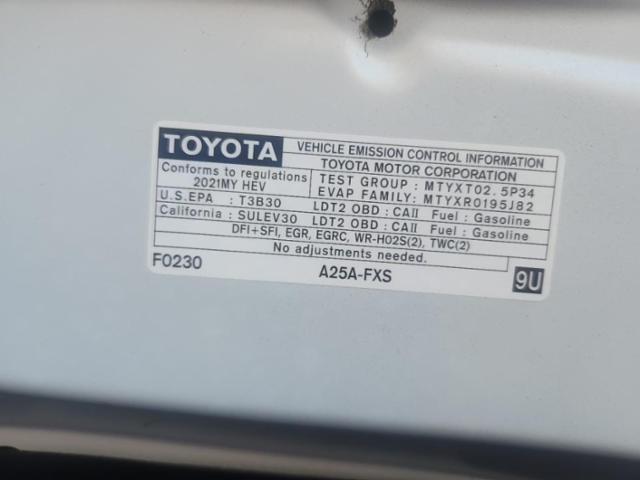 TOYOTA
VEHICLE EMISSION CONTROL INFORMATION
TOYOTA MOTOR CORPORATION
Conforms to regulations
2021MY HEV
TEST GROUP : MTYXT02.5P34
EVAP FAMILY: MTYXR0195J82
U.S.EPA : T3B30 LDT2 OBD : CAII Fuel : Gasoline
California : SULEV30 LDT2 OBD : CAII Fuel : Gasoline
DFI+SFI, EGR, EGRC, WR-HO2S(2), TWC(2)
No adjustments needed.
F0230 A25A-FXS 9U